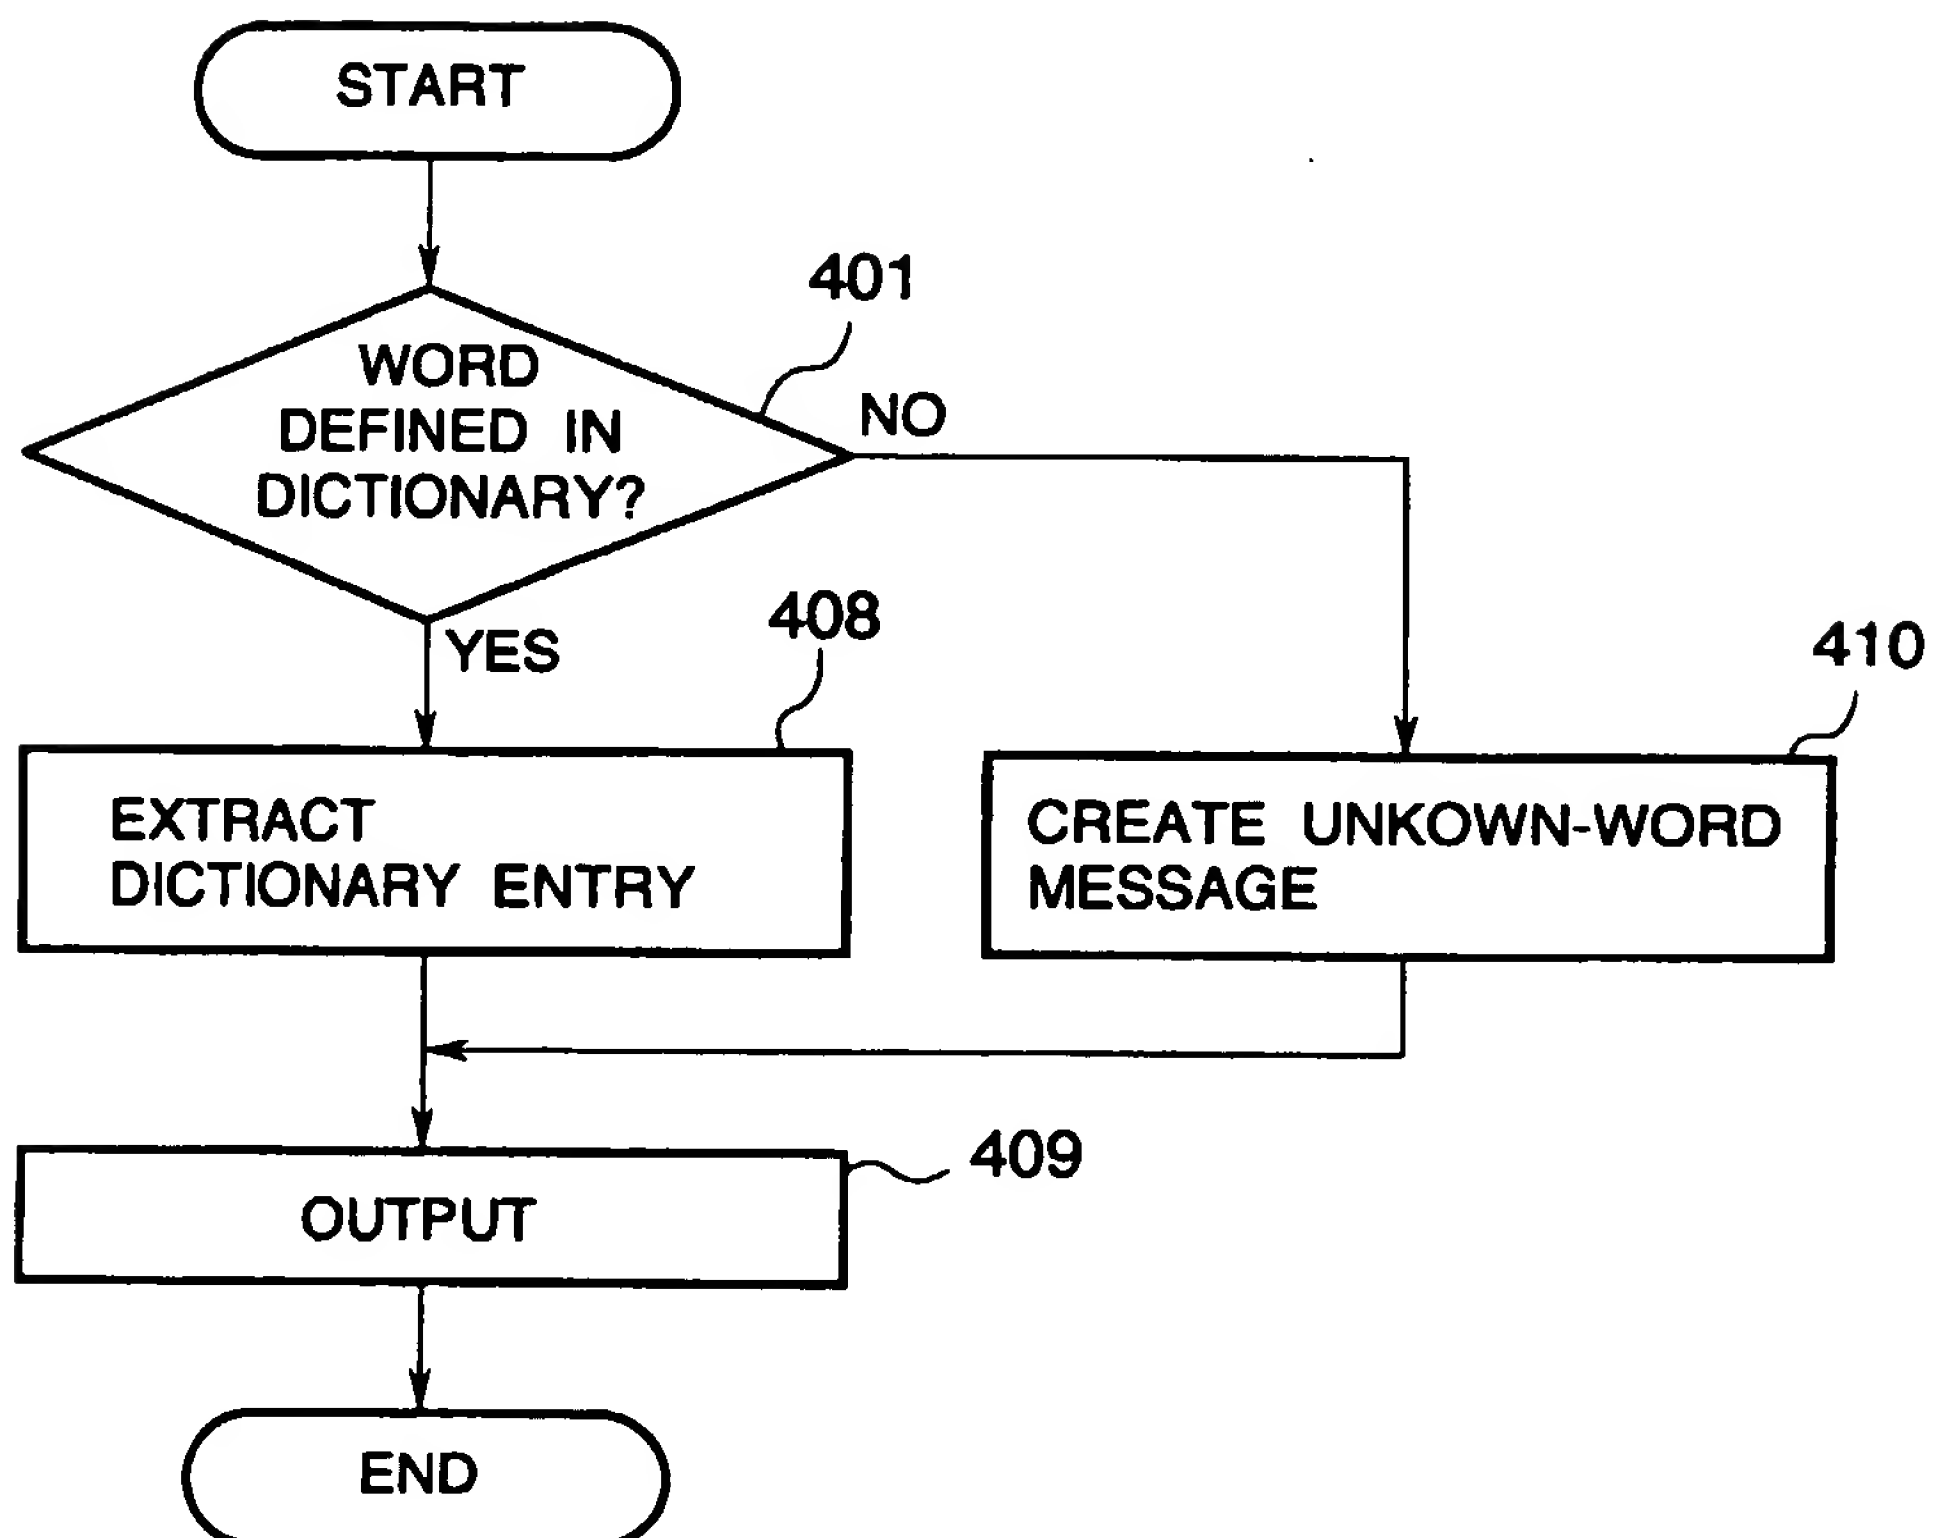 START
401
WORD
DEFINED IN
DICTIONARY?
NO
YES
408
410
EXTRACT
DICTIONARY ENTRY
CREATE UNKOWN-WORD
MESSAGE
409
OUTPUT
END